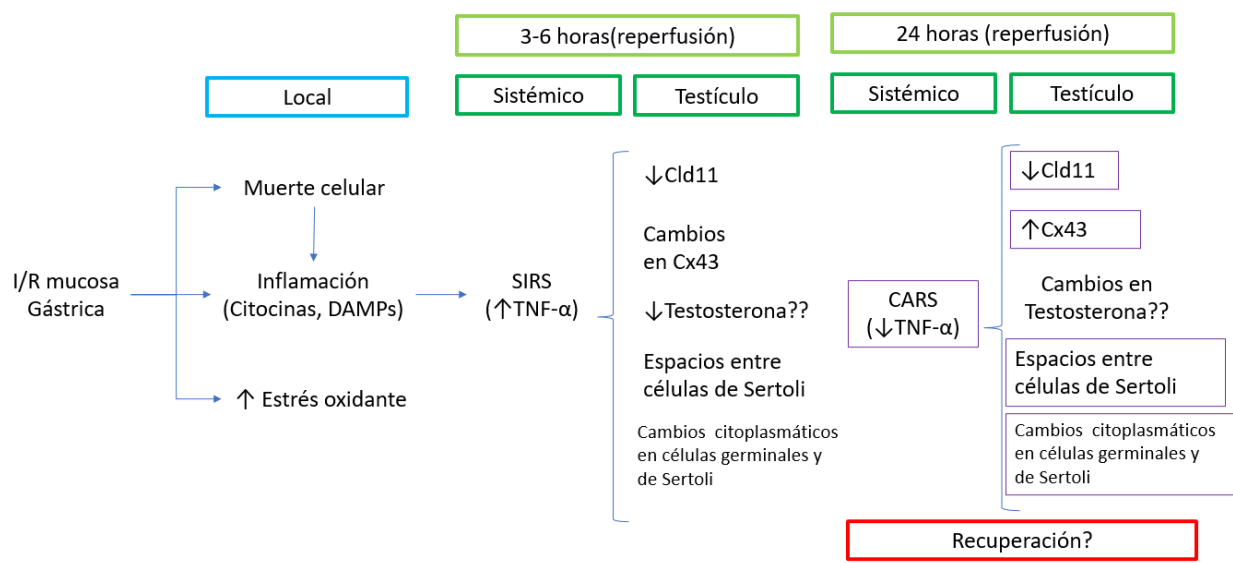 3-6 horas(reperfusión)
24 horas (reperfusión)
Local
Sistémico
Testículo
Sistémico
Testículo
I/R mucosa
Gástrica
Muerte celular
Inflamación
(Citocinas, DAMPs)
↑ Estrés oxidante
SIRS
(↑TNF-α)
↓Cld11
Cambios
en Cx43
↓Testosterona??
Espacios entre
células de Sertoli
Cambios citoplasmáticos
en células germinales y
de Sertoli
CARS
(↓TNF-α)
↓Cld11
↑Cx43
Cambios en
Testosterona??
Espacios entre
células de Sertoli
Cambios citoplasmáticos
en células germinales y
de Sertoli
Recuperación?